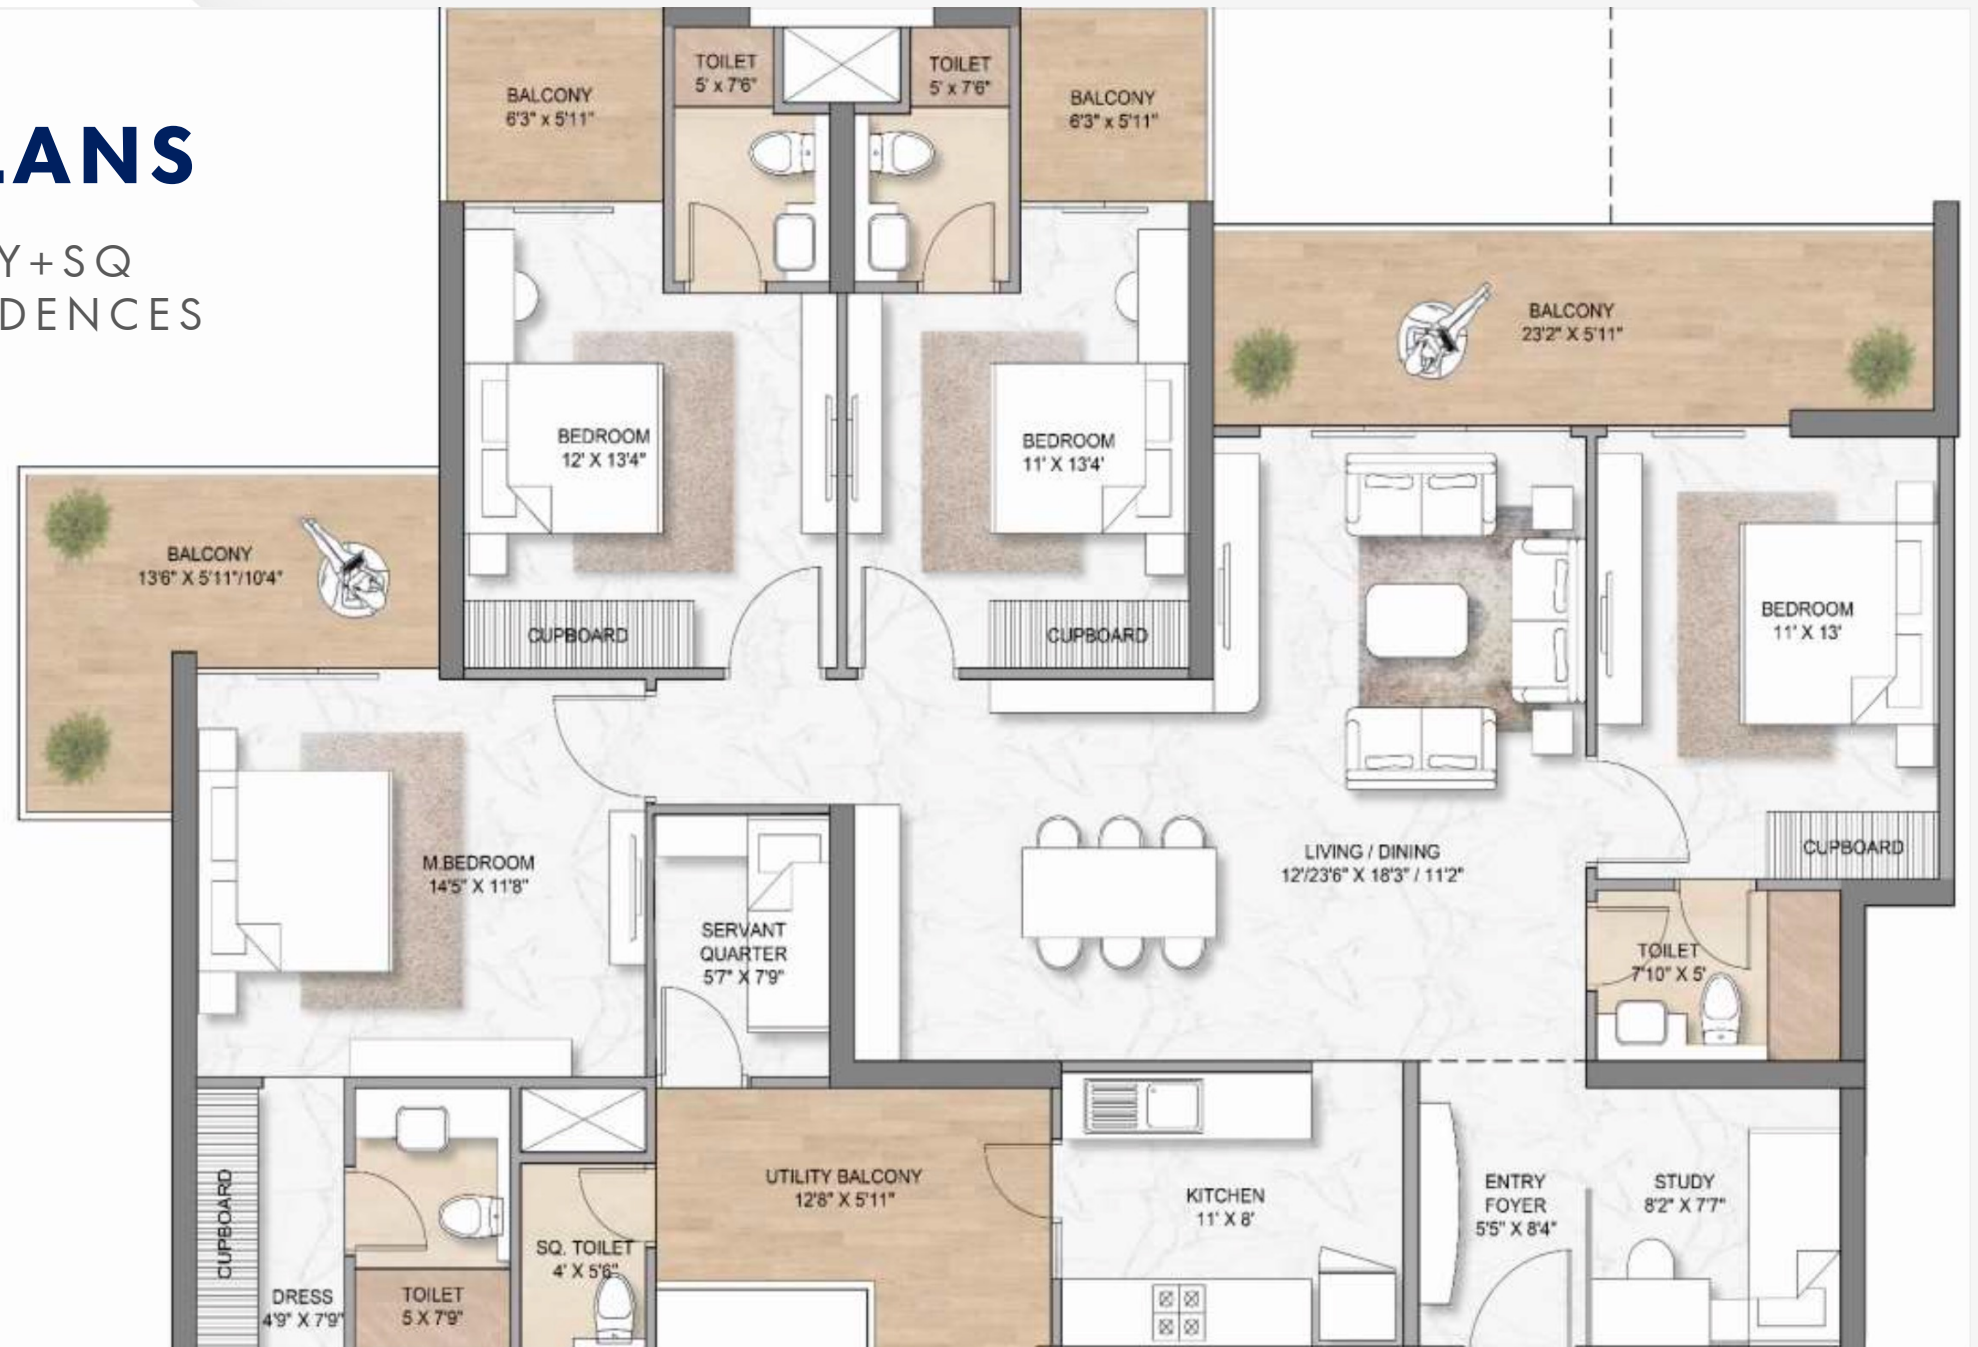 LANS
Y+SQ
DENCES
BALCONY
6'3" x 5'11"
TOILET
5' x 7'6"
TOILET
5' x 7'6"
BALCONY
6'3" x 5'11"
BALCONY
23'2" X 5'11"
BEDROOM
12' X 13'4"
BEDROOM
11' X 13'4'
BALCONY
13'6" X 5'11"/10'4"
BEDROOM
11' X 13'
CUPBOARD
CUPBOARD
M.BEDROOM
14'5" X 11'8"
LIVING / DINING
12'/23'6" X 18'3" / 11'2"
CUPBOARD
SERVANT
QUARTER
5'7" X 7'9"
TOILET
7'10" X 5'
UTILITY BALCONY
12'8" X 5'11"
KITCHEN
11' X 8'
ENTRY
FOYER
5'5" X 8'4"
STUDY
8'2" X 7'7"
CUPBOARD
SQ. TOILET
4' X 5'6"
DRESS
4'9" X 7'9"
TOILET
5 X 7'9"